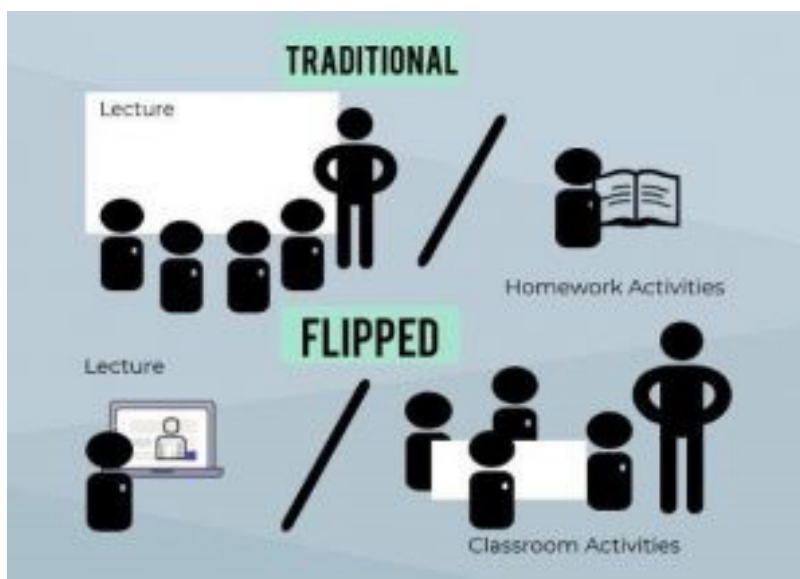 TRADITIONAL
Lecture
Homework Activities
FLIPPED
Lecture
Classroom Activities